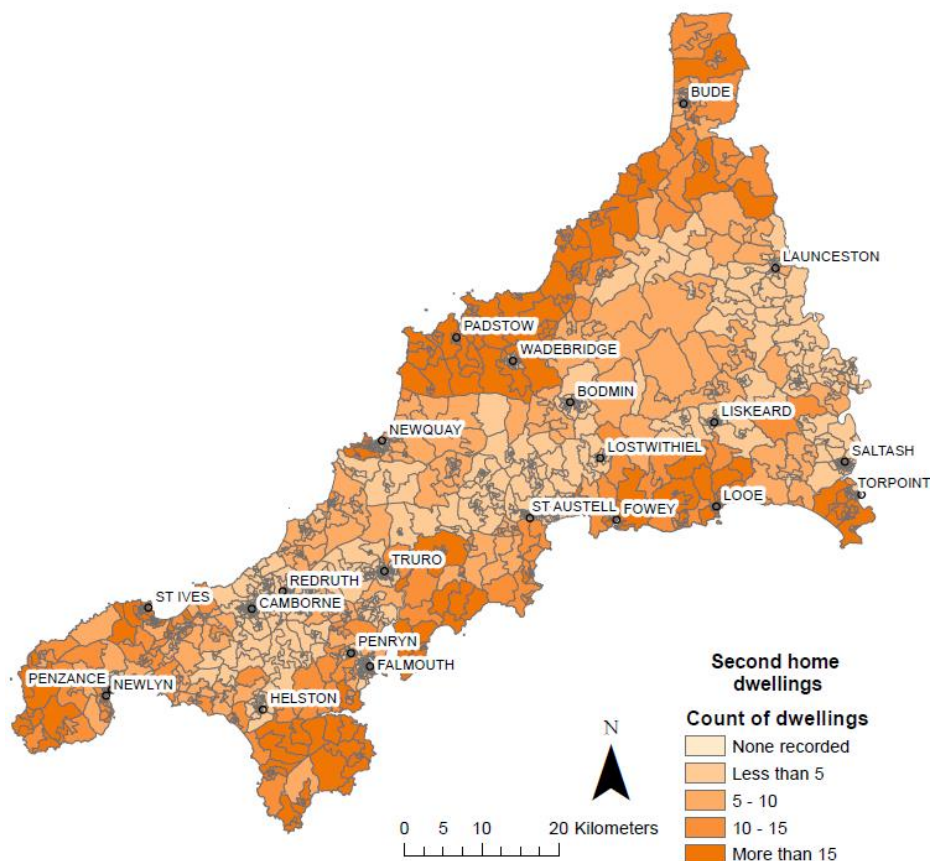 BUDE
LAUNCESTON
PADSTOW
WADEBRIDGE
BODMIN
LISKEARD
NEWQUAY
LOSTWITHIEL
SALTASH
TORPOINT
ST AUSTELL
FOWEY
LOOE
TRURO
REDRUTH
ST IVES
CAMBORNE
PENRYN
FALMOUTH
PENZANCE
NEWLYN
HELSTON
N
0 5 10 20 Kilometers
Second home
dwellings
Count of dwellings
None recorded
Less than 5
5 - 10
10 - 15
More than 15